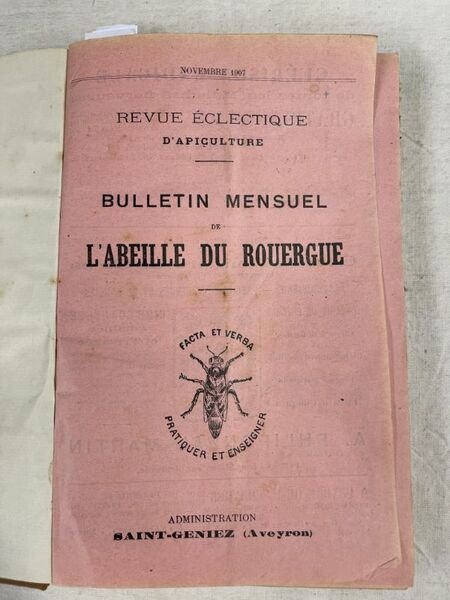 NOVEMBRE 1907
REVUE ÉCLECTIQUE
D'APICULTURE
BULLETIN MENSUEL
DE
L'ABEILLE DU ROUERGUE
FACTA ET VERBA
PRATIQUER ET ENSEIGNER
ADMINISTRATION
SAINT-GENIEZ (Aveyron)